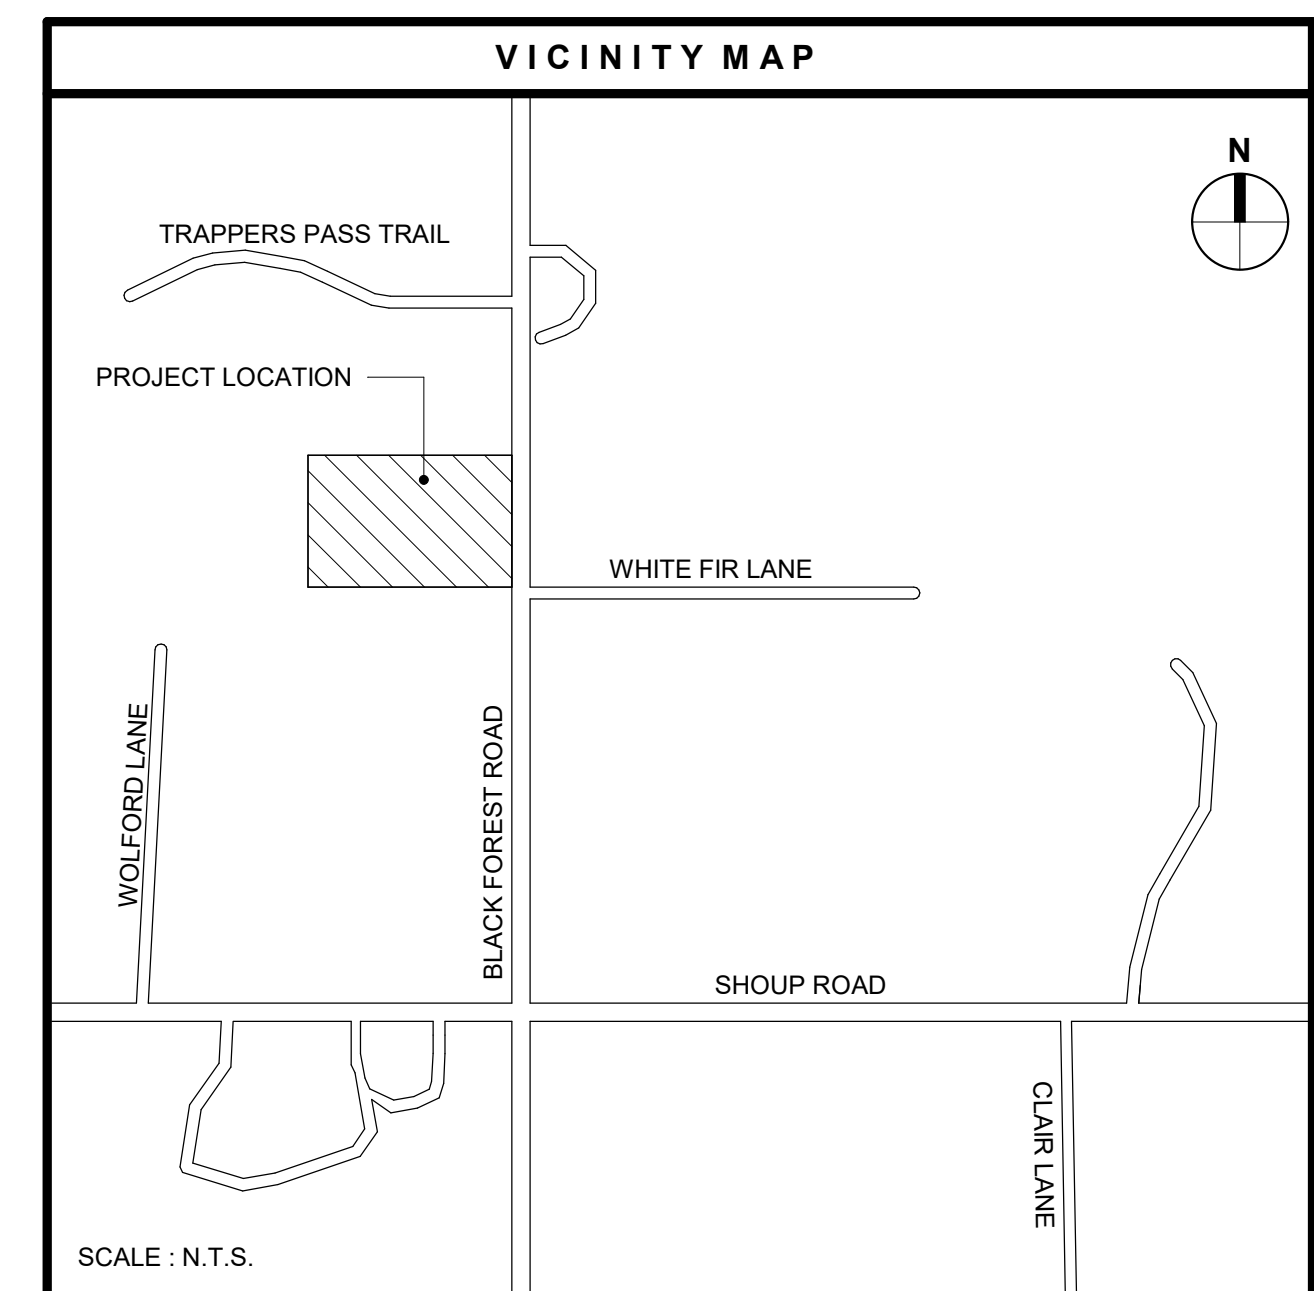 VICINITY MAP
N
TRAPPERS PASS TRAIL
PROJECT LOCATION
WHITE FIR LANE
WOLFORD LANE
BLACK FOREST ROAD
SHOUP ROAD
CLAIR LANE
SCALE : N.T.S.